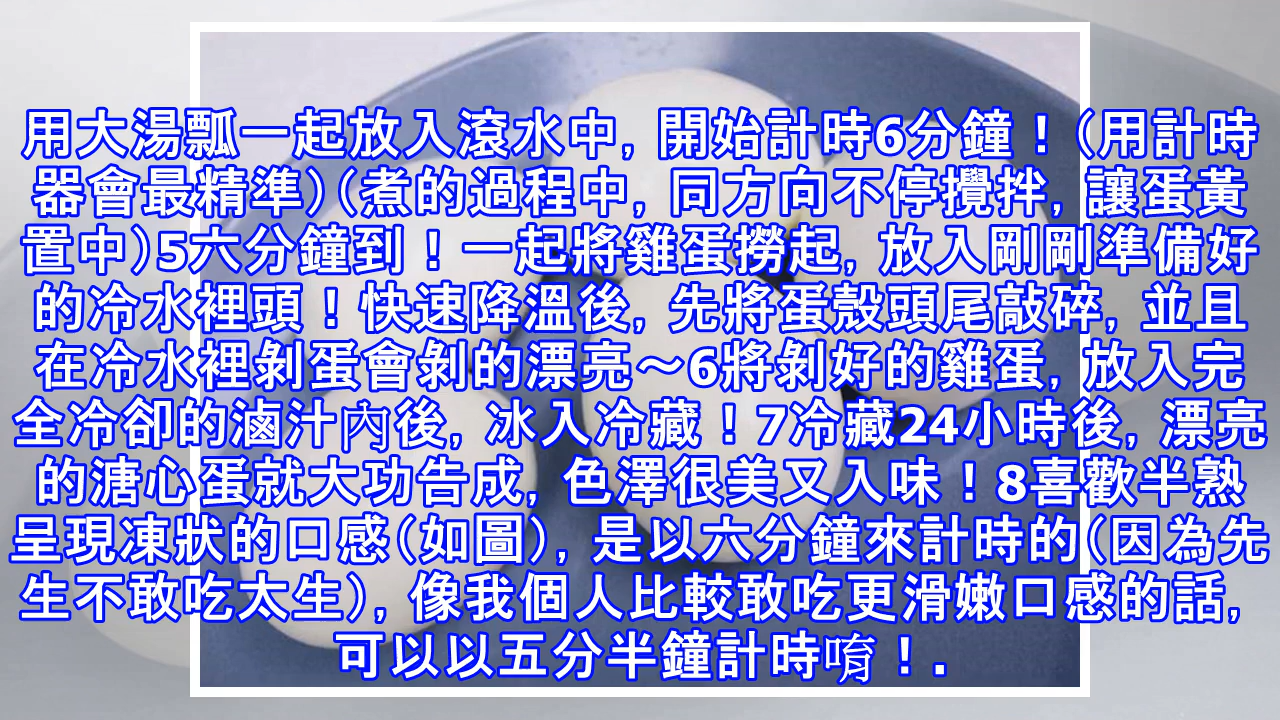 用大湯瓢一起放入滾水中, 開始計時6分鐘！(用計時
器會最精準)(煮的過程中, 同方向不停攪拌, 讓蛋黃
置中)5六分鐘到！一起將雞蛋撈起, 放入剛剛準備好
的冷水裡頭！快速降溫後, 先將蛋殼頭尾敲碎, 並且
在冷水裡剝蛋會剝的漂亮～6將剝好的雞蛋, 放入完
全冷卻的滷汁內後, 冰入冷藏！7冷藏24小時後, 漂亮
的溏心蛋就大功告成, 色澤很美又入味！8喜歡半熟
呈現凍狀的口感(如圖), 是以六分鐘來計時的(因為先
生不敢吃太生), 像我個人比較敢吃更滑嫩口感的話,
可以以五分半鐘計時唷！.